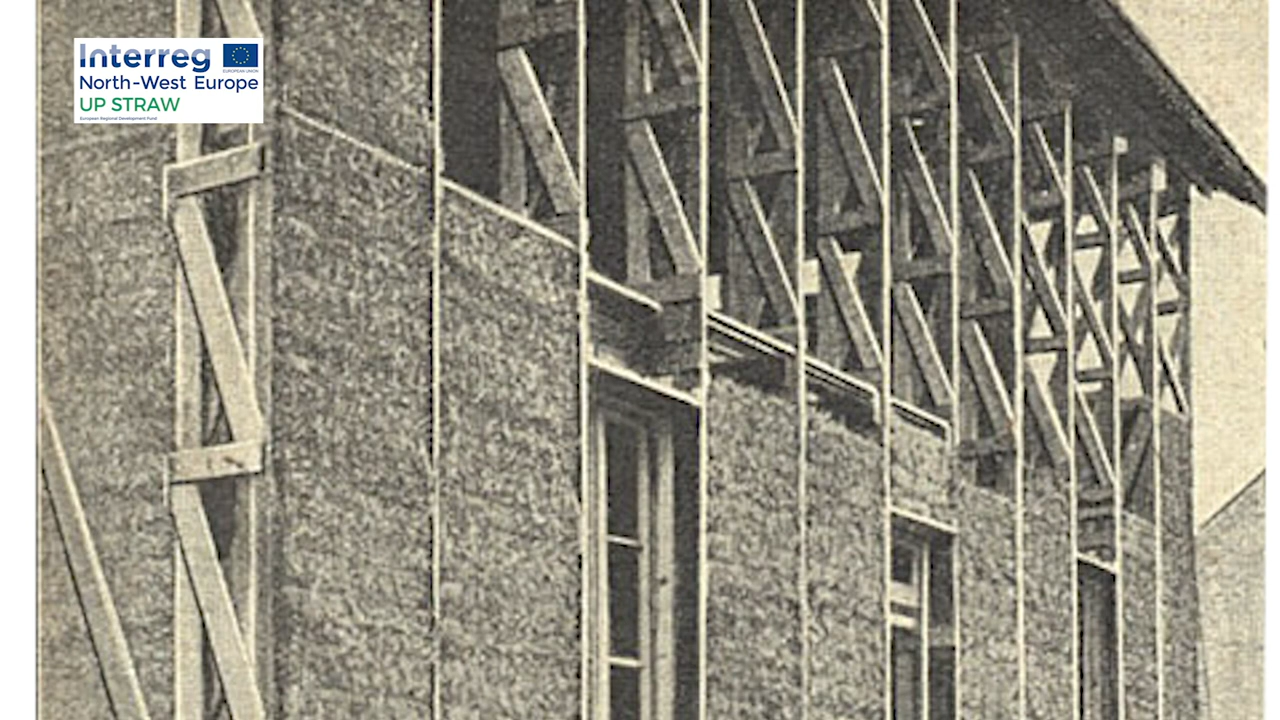 Interreg
EUROPEAN UNION
North-West Europe
UP STRAW
European Regional Development Fund